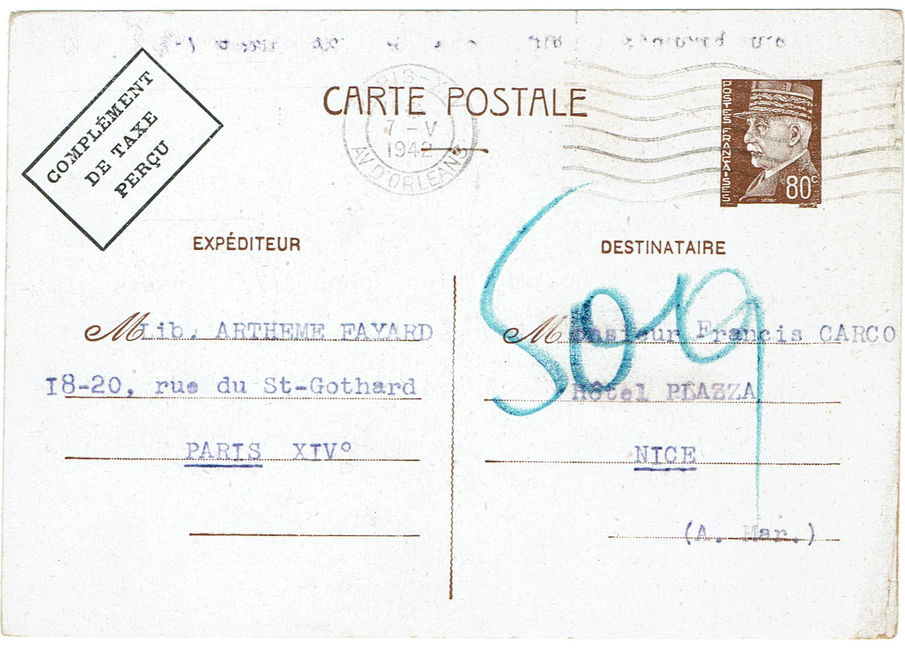 COMPLÉMENT
DE TAXE
PERÇU
CARTE POSTALE
7-V
1942
AV. D'ORLEANS
POSTES FRANÇAISES
80c
EXPÉDITEUR
M Lib. ARTHEME FAYARD
18-20, rue du St-Gothard
PARIS XIV°
DESTINATAIRE
M Monsieur Francis CARCO
Hôtel PLAZZA
NICE
(A. Mar.)
509